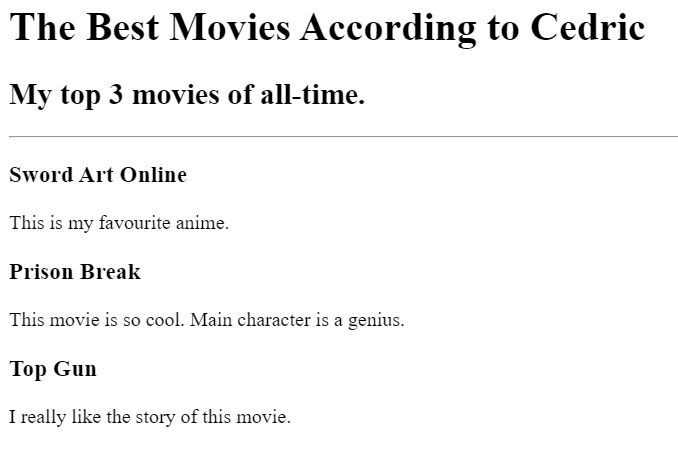 The Best Movies According to Cedric
My top 3 movies of all-time.
Sword Art Online
This is my favourite anime.
Prison Break
This movie is so cool. Main character is a genius.
Top Gun
I really like the story of this movie.